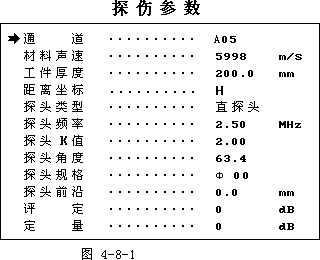 探伤参数
➡通 道 ·········· A05
材料声速 ·········· 5998 m/S
工件厚度 ·········· 200.0 mm
距离坐标 ·········· H
探头类型 ·········· 直探头
探头频率 ·········· 2.50 MHz
探头 K值 ·········· 2.00
探头角度 ·········· 63.4
探头规格 ·········· Φ 00
探头前沿 ·········· 0.0 mm
评 定 ·········· 0 dB
定 量 ·········· 0 dB
图 4-8-1